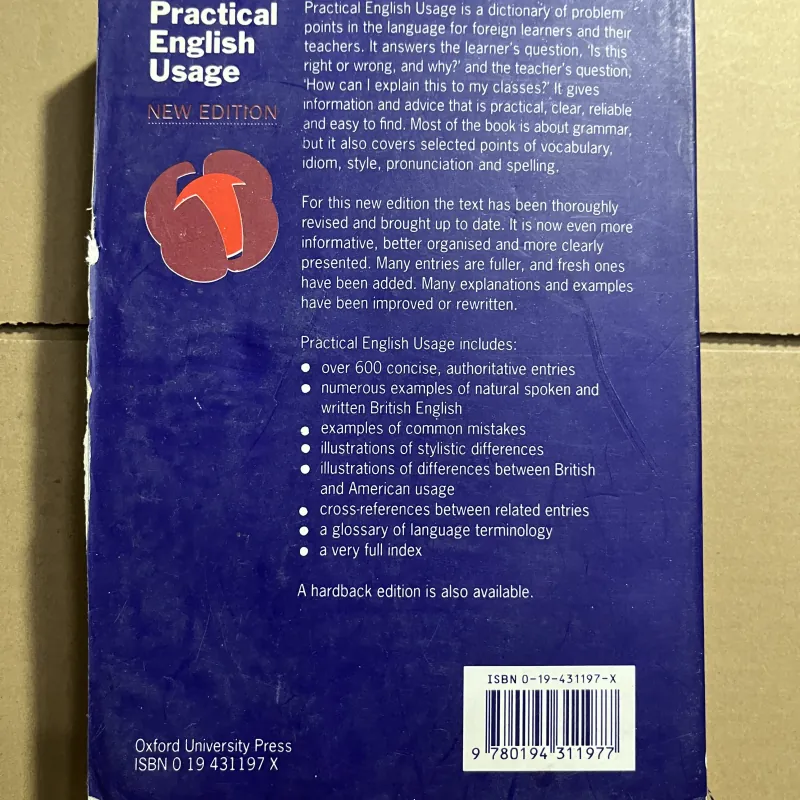 Practical
English
Usage
NEW EDITION
Practical English Usage is a dictionary of problem
points in the language for foreign learners and their
teachers. It answers the learner's question, 'Is this
right or wrong, and why?' and the teacher's question,
'How can I explain this to my classes?' It gives
information and advice that is practical, clear, reliable
and easy to find. Most of the book is about grammar,
but it also covers selected points of vocabulary,
idiom, style, pronunciation and spelling.
For this new edition the text has been thoroughly
revised and brought up to date. It is now even more
informative, better organised and more clearly
presented. Many entries are fuller, and fresh ones
have been added. Many explanations and examples
have been improved or rewritten.
Practical English Usage includes:
● over 600 concise, authoritative entries
● numerous examples of natural spoken and
written British English
● examples of common mistakes
● illustrations of stylistic differences
● illustrations of differences between British
and American usage
● cross-references between related entries
● a glossary of language terminology
● a very full index
A hardback edition is also available.
Oxford University Press
ISBN 0 19 431197 X
ISBN 0-19-431197-X
9 780194 311977